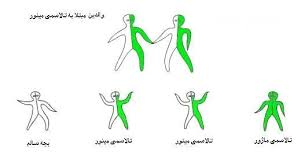 والدین مبتلا به تالاسمی مینور
تالاسمی ماژور
تالاسمی مینور
تالاسمی مینور
بچه سالم